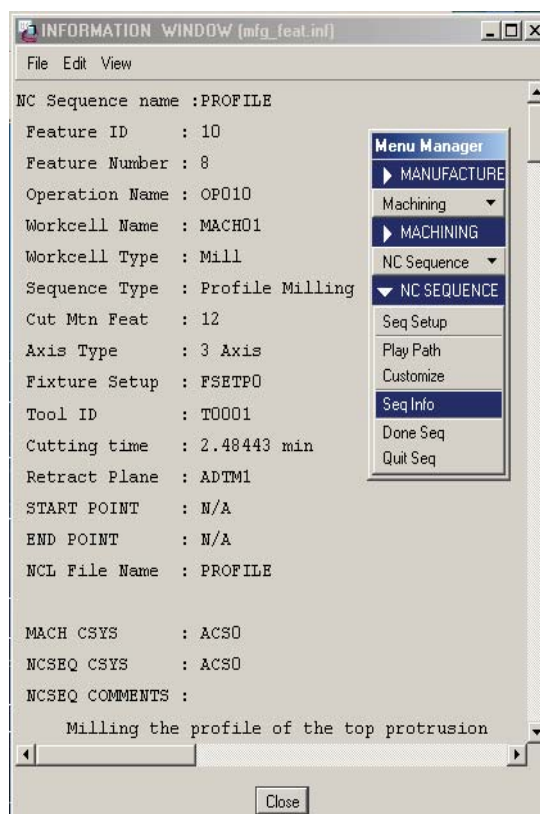 INFORMATION WINDOW (mfg_feat.inf)
File Edit View
NC Sequence name :PROFILE
Feature ID : 10
Feature Number : 8
Operation Name : OP010
Workcell Name : MACH01
Workcell Type : Mill
Sequence Type : Profile Milling
Cut Mtn Feat : 12
Axis Type : 3 Axis
Fixture Setup : FSETP0
Tool ID : T0001
Cutting time : 2.48443 min
Retract Plane : ADTM1
START POINT : N/A
END POINT : N/A
NCL File Name : PROFILE
MACH CSYS : ACS0
NCSEQ CSYS : ACS0
NCSEQ COMMENTS :
Milling the profile of the top protrusion
Menu Manager
MANUFACTURE
Machining
MACHINING
NC Sequence
NC SEQUENCE
Seq Setup
Play Path
Customize
Seq Info
Done Seq
Quit Seq
Close